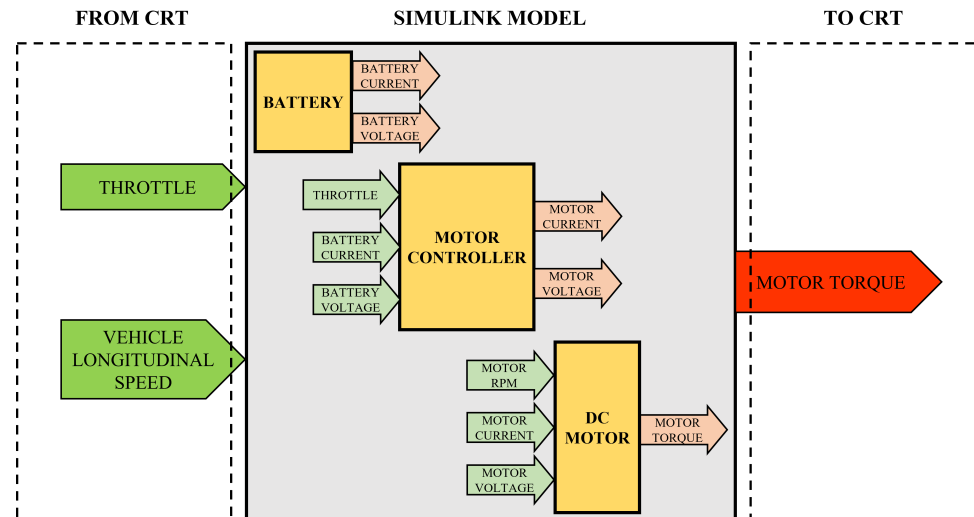 FROM CRT
SIMULINK MODEL
TO CRT
BATTERY
BATTERY
CURRENT
BATTERY
VOLTAGE
THROTTLE
THROTTLE
BATTERY
CURRENT
BATTERY
VOLTAGE
MOTOR
CONTROLLER
MOTOR
CURRENT
MOTOR
VOLTAGE
MOTOR TORQUE
VEHICLE
LONGITUDINAL
SPEED
MOTOR
RPM
MOTOR
CURRENT
MOTOR
VOLTAGE
DC
MOTOR
MOTOR
TORQUE